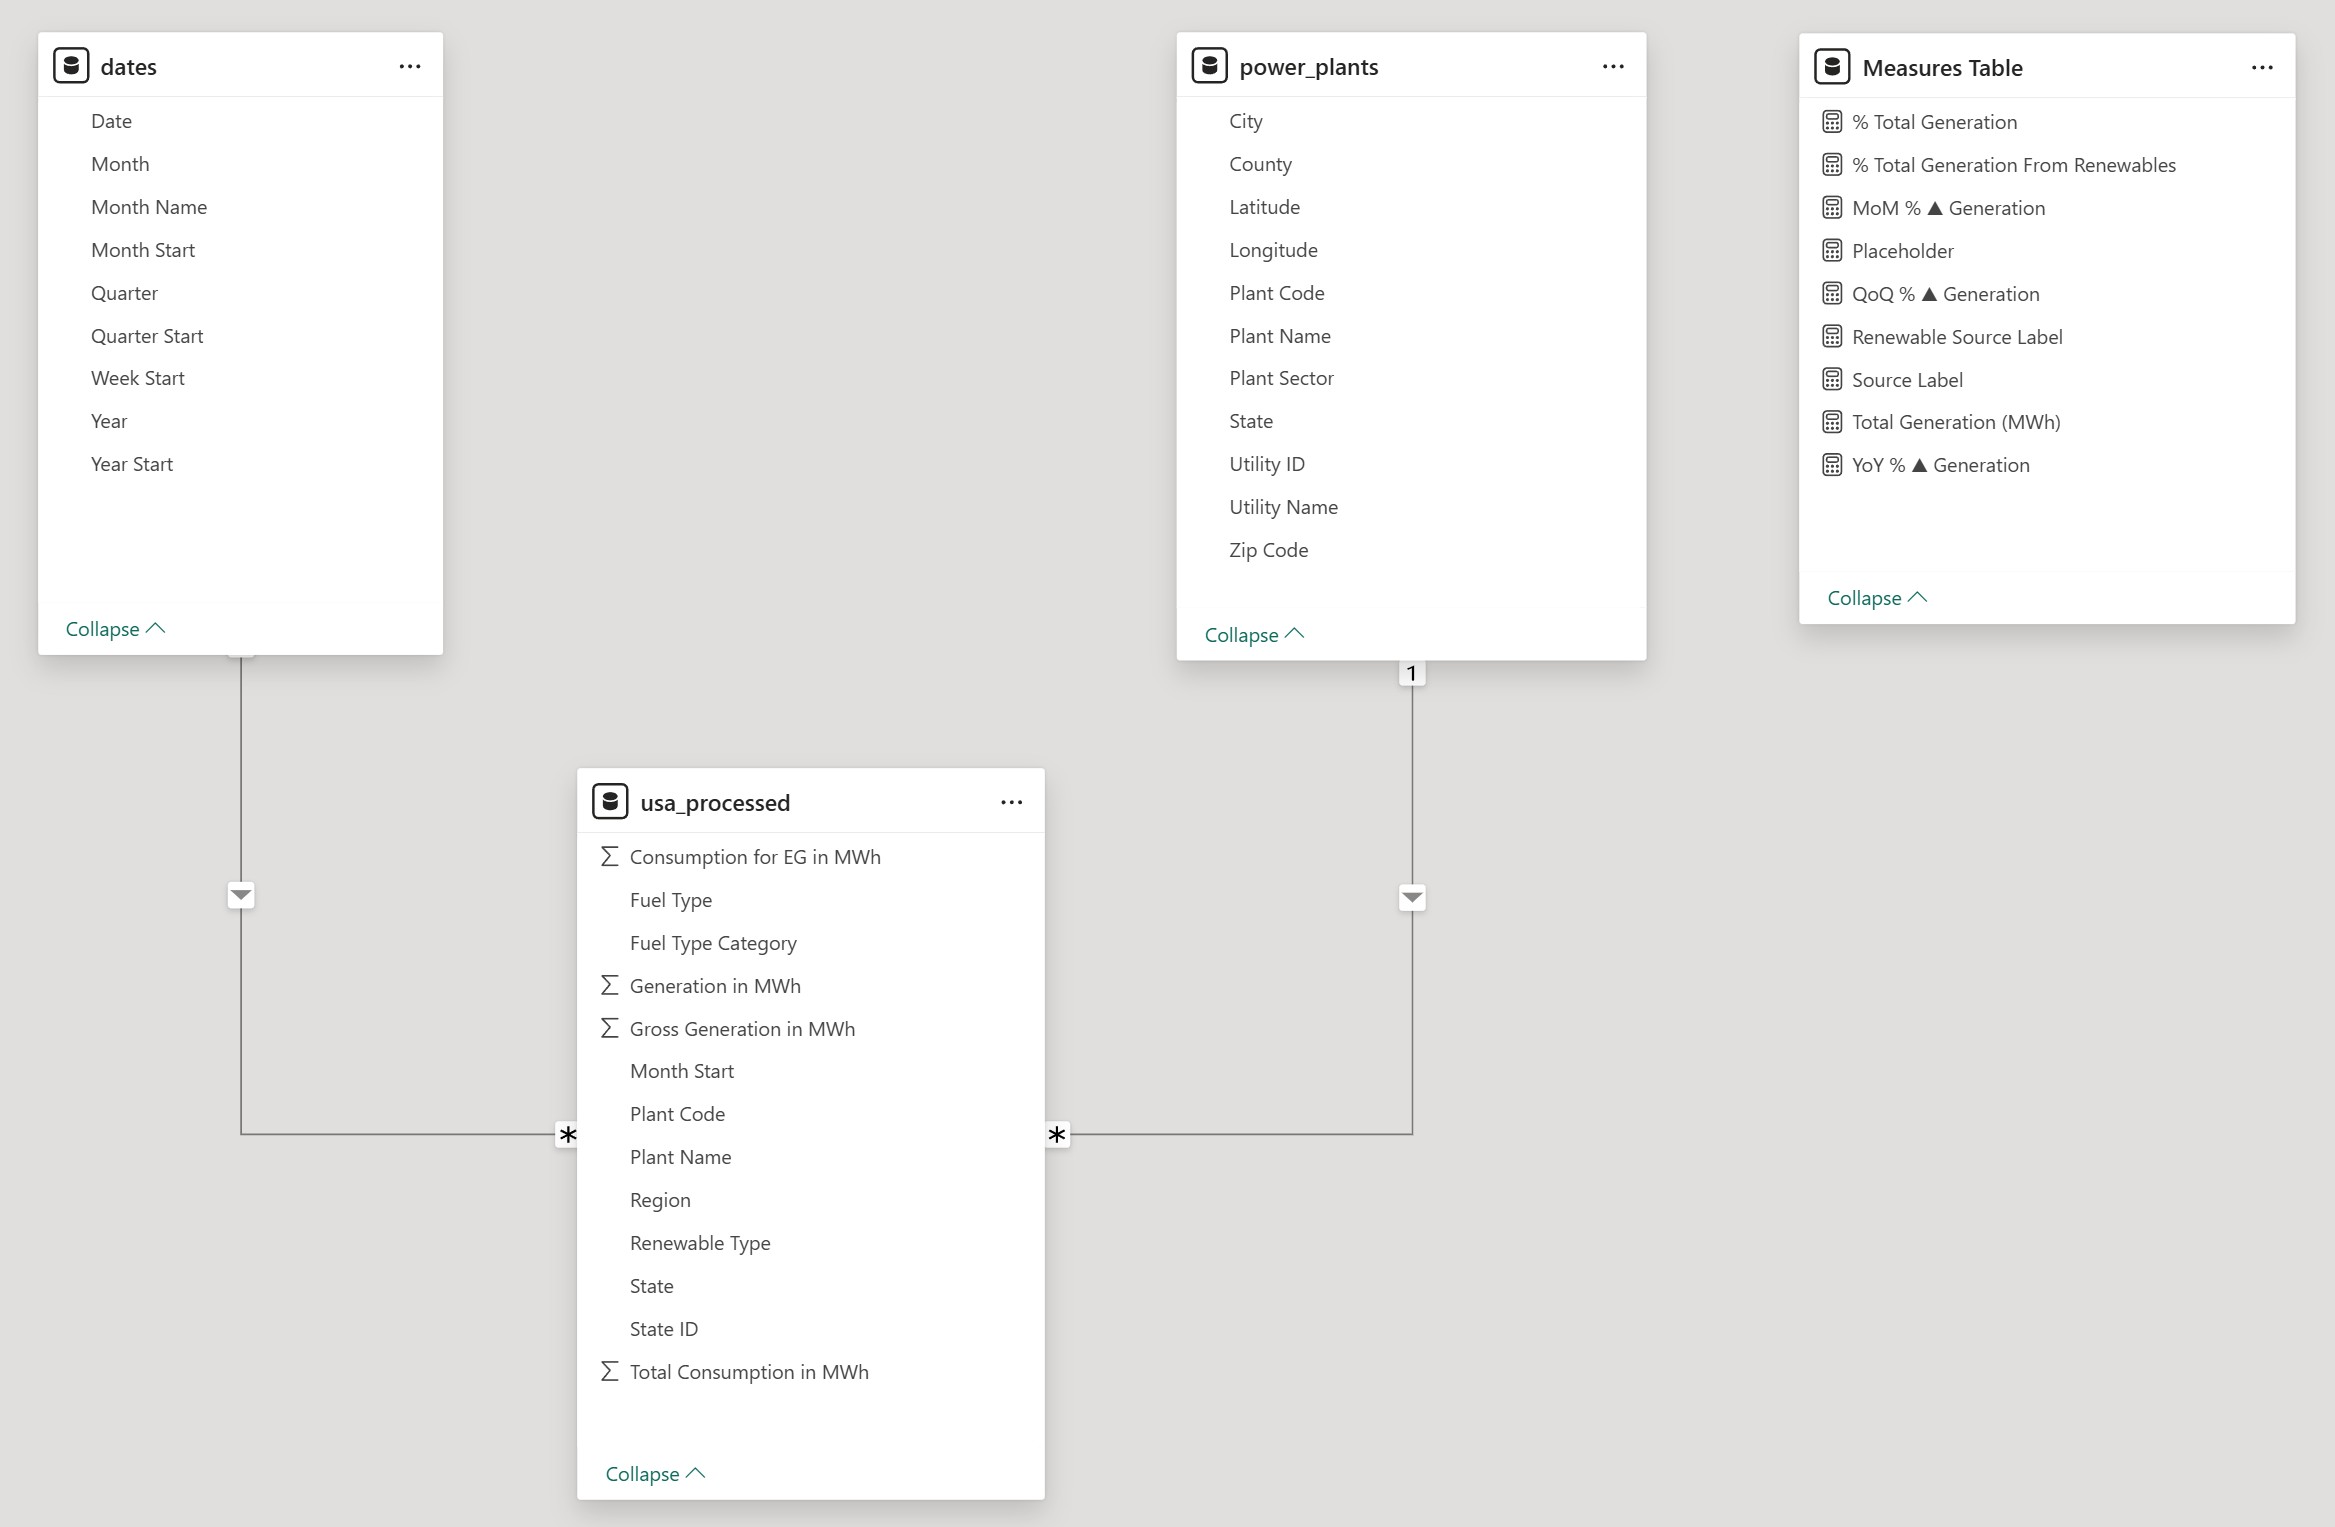 dates
Date
Month
Month Name
Month Start
Quarter
Quarter Start
Week Start
Year
Year Start
Collapse
power_plants
City
County
Latitude
Longitude
Plant Code
Plant Name
Plant Sector
State
Utility ID
Utility Name
Zip Code
Collapse
1
Measures Table
% Total Generation
% Total Generation From Renewables
MoM % ▲ Generation
Placeholder
QoQ % ▲ Generation
Renewable Source Label
Source Label
Total Generation (MWh)
YoY % ▲ Generation
Collapse
usa_processed
Consumption for EG in MWh
Fuel Type
Fuel Type Category
Σ Generation in MWh
Σ Gross Generation in MWh
Month Start
Plant Code
* *
Plant Name
Region
Renewable Type
State
State ID
Σ Total Consumption in MWh
Collapse